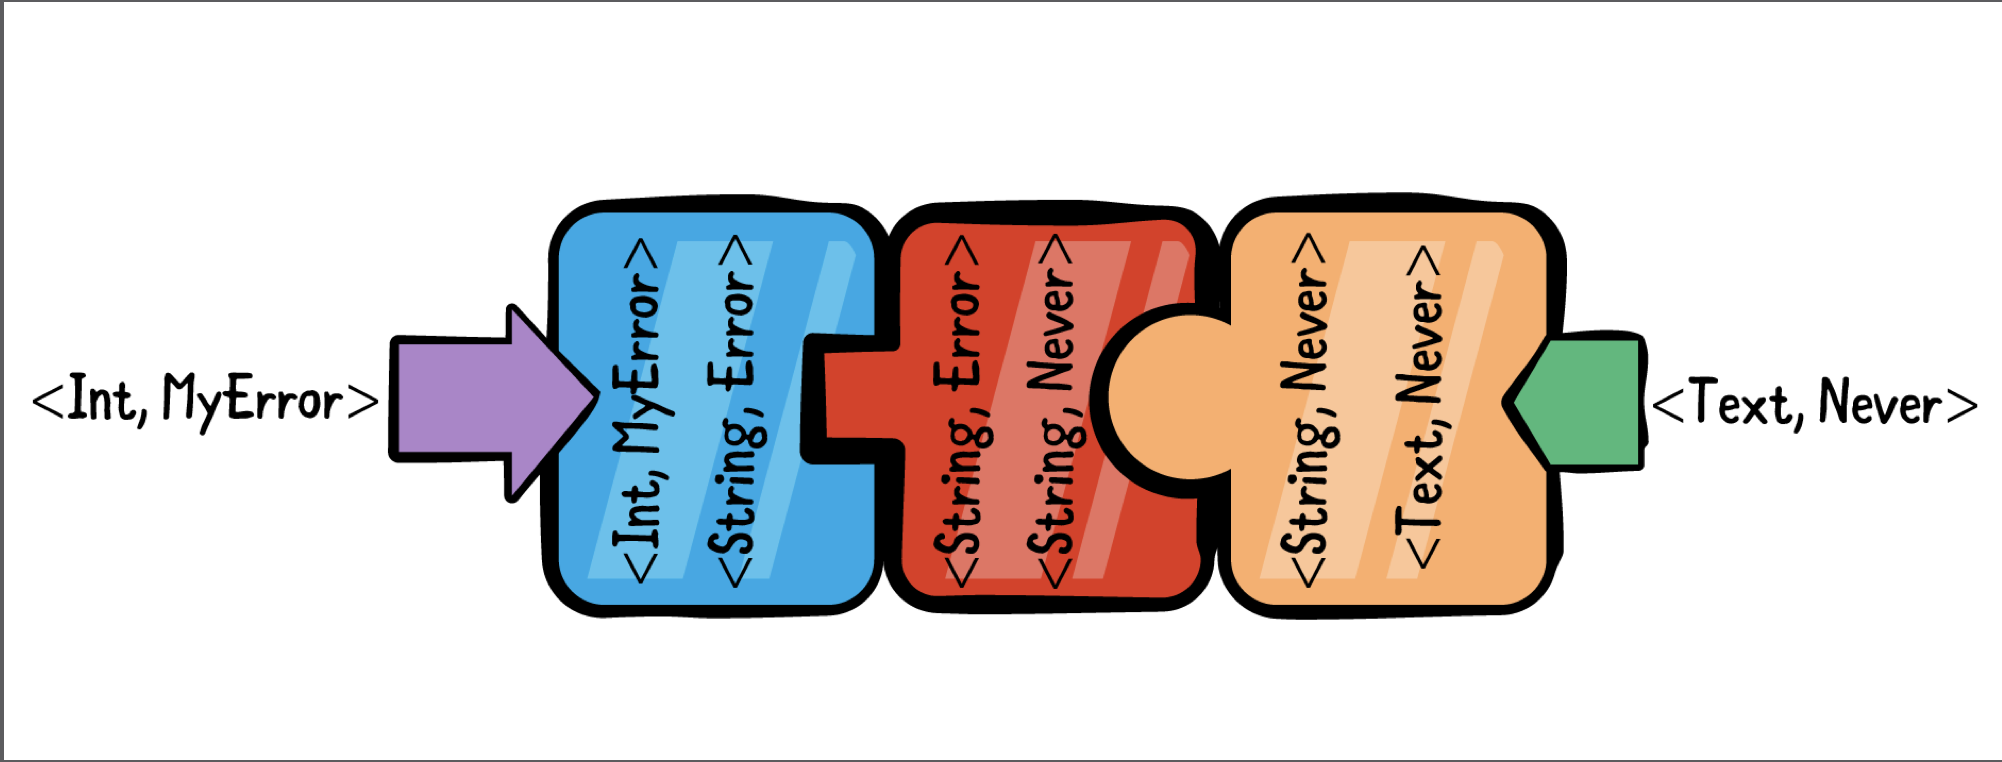 <Int, MyError>
<Int, MyError>
<String, Error>
<String, Error>
<String, Never>
<String, Never>
<Text, Never>
<Text, Never>